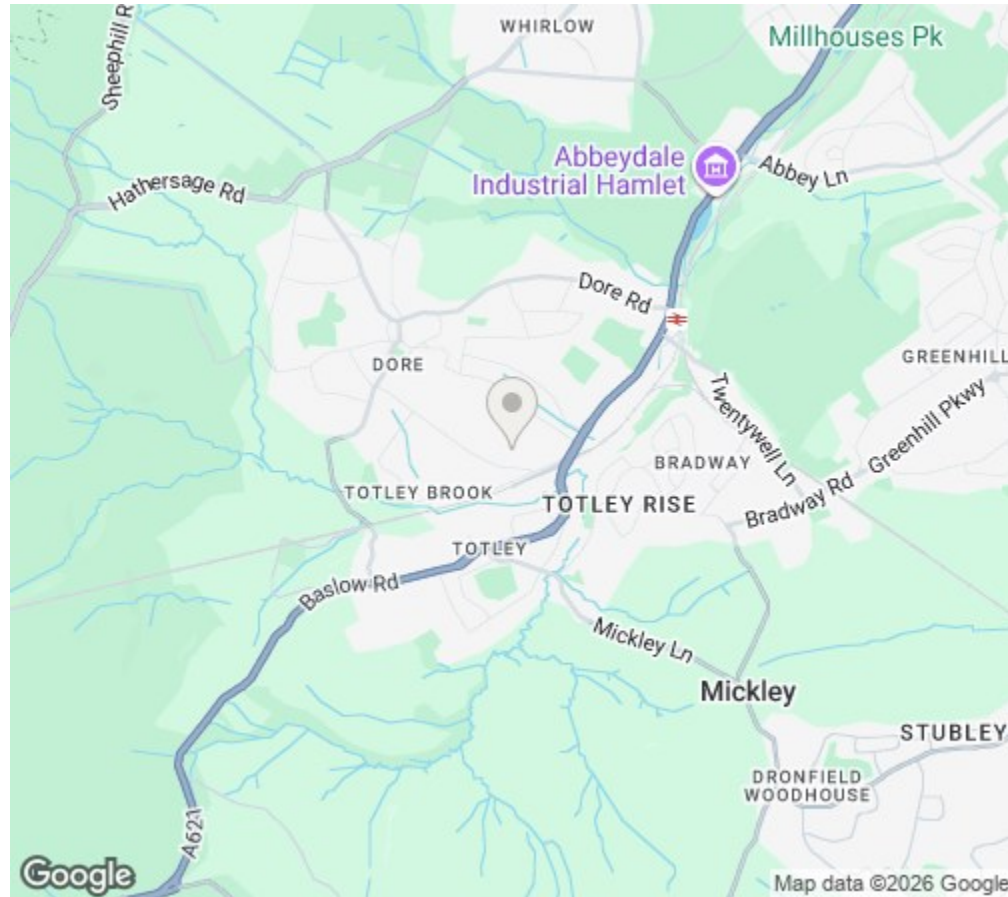 WHIRLOW
Millhouses Pk
Sheephill R
Abbeydale
Industrial Hamlet
Abbey Ln
Hathersage Rd
Dore Rd
DORE
GREENHILL
Twentywell Ln
Greenhill Pkwy
BRADWAY
TOTLEY BROOK
TOTLEY RISE
Bradway Rd
TOTLEY
Baslow Rd
Mickley Ln
Mickley
STUBLEY
DRONFIELD
WOODHOUSE
A621
Google
Map data ©2026 Google